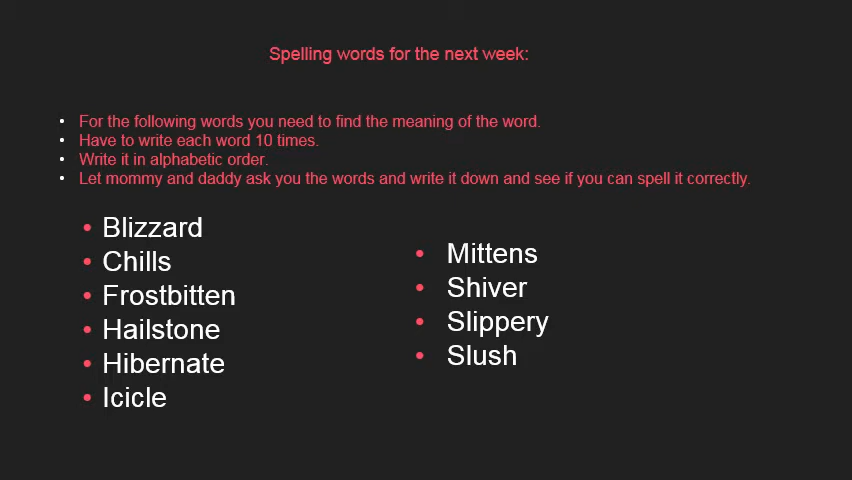 Spelling words for the next week:
• For the following words you need to find the meaning of the word.
• Have to write each word 10 times.
• Write it in alphabetic order.
• Let mommy and daddy ask you the words and write it down and see if you can spell it correctly.
• Blizzard
• Chills
• Frostbitten
• Hailstone
• Hibernate
• Icicle
• Mittens
• Shiver
• Slippery
• Slush